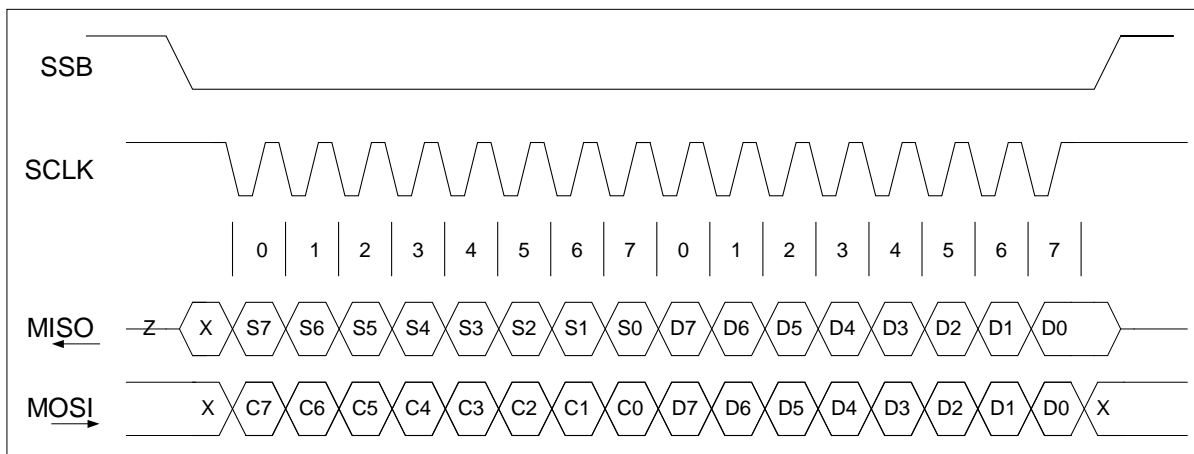 SSB
SCLK
0 1 2 3 4 5 6 7 0 1 2 3 4 5 6 7
MISO Z X S7 S6 S5 S4 S3 S2 S1 S0 D7 D6 D5 D4 D3 D2 D1 D0
MOSI X C7 C6 C5 C4 C3 C2 C1 C0 D7 D6 D5 D4 D3 D2 D1 D0 X